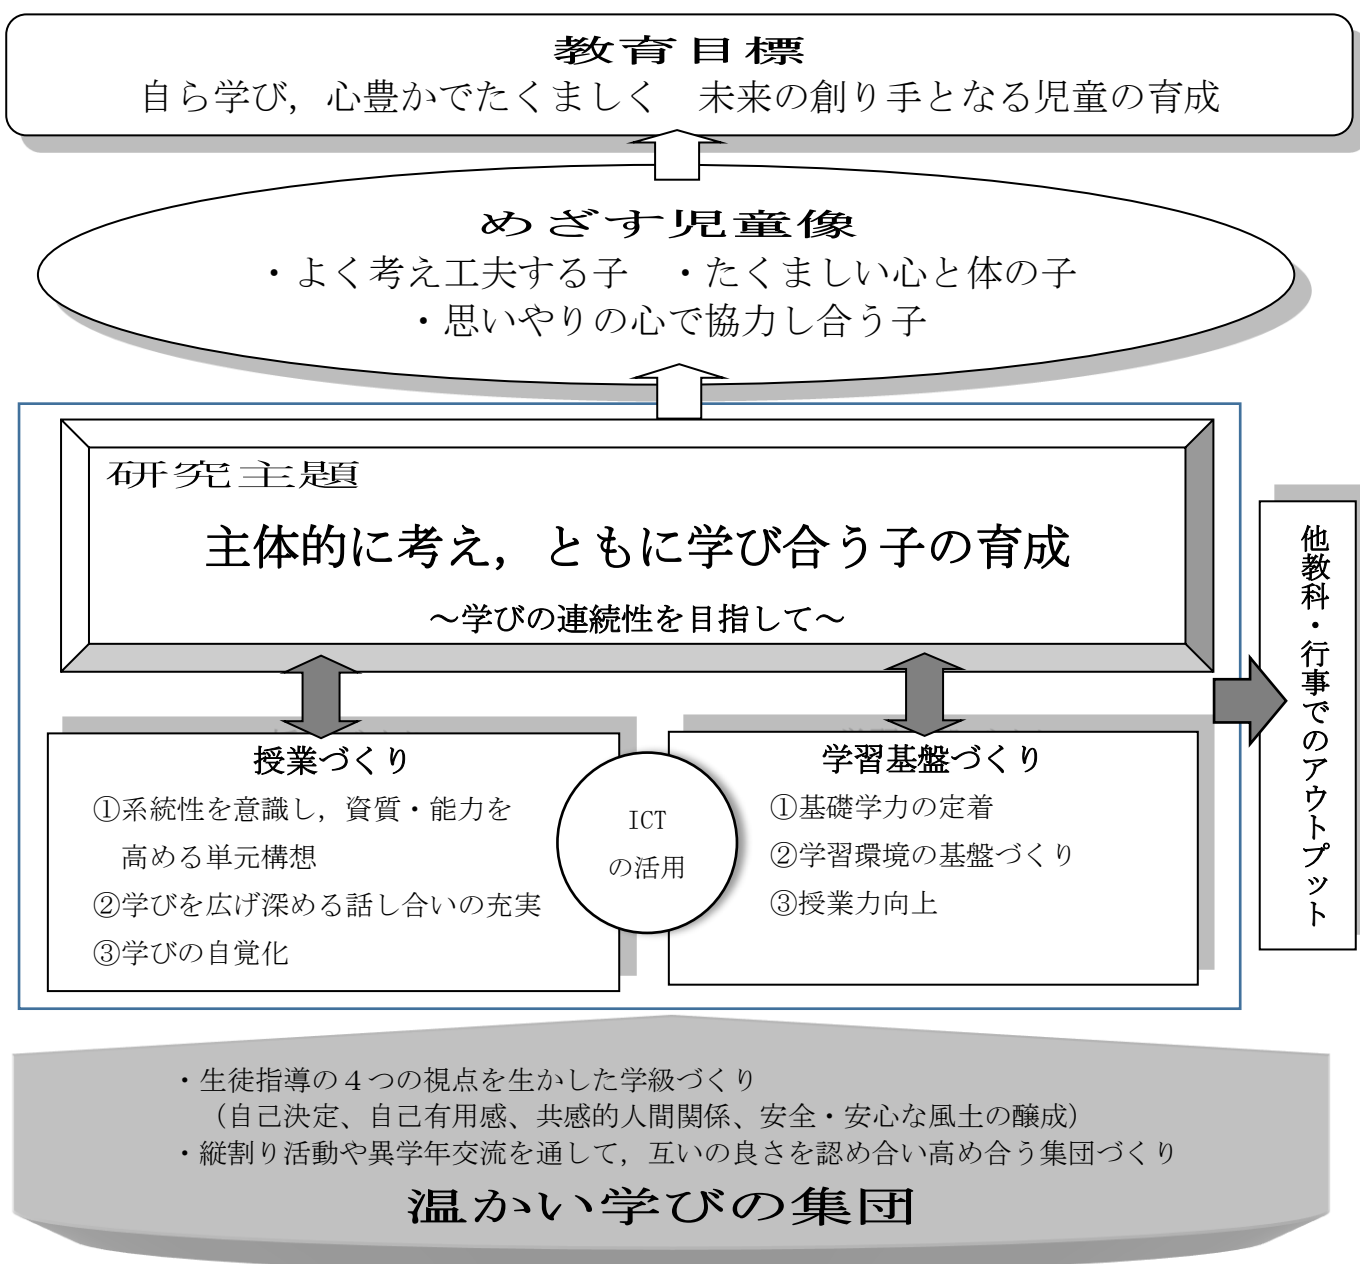 教育目標
自ら学び，心豊かでたくましく　未来の創り手となる児童の育成
めざす児童像
・よく考え工夫する子　・たくましい心と体の子
・思いやりの心で協力し合う子
研究主題
主体的に考え，ともに学び合う子の育成
～学びの連続性を目指して～
他教科・行事でのアウトプット
授業づくり
①系統性を意識し，資質・能力を
高める単元構想
②学びを広げ深める話し合いの充実
③学びの自覚化
ICT
の活用
学習基盤づくり
①基礎学力の定着
②学習環境の基盤づくり
③授業力向上
・生徒指導の４つの視点を生かした学級づくり
（自己決定、自己有用感、共感的人間関係、安全・安心な風土の醸成）
・縦割り活動や異学年交流を通して，互いの良さを認め合い高め合う集団づくり
温かい学びの集団